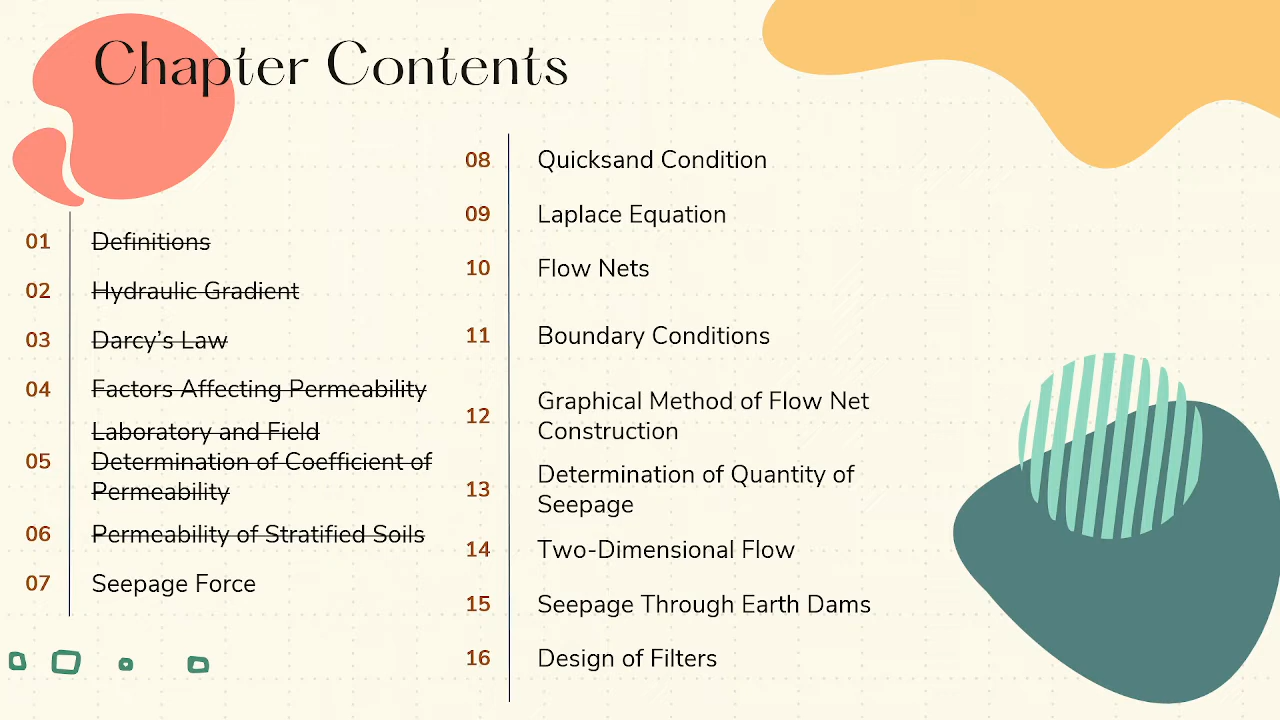 Chapter Contents
01 Definitions
02 Hydraulic Gradient
03 Darcy’s Law
04 Factors Affecting Permeability
05 Laboratory and Field
Determination of Coefficient of
Permeability
06 Permeability of Stratified Soils
07 Seepage Force
08 Quicksand Condition
09 Laplace Equation
10 Flow Nets
11 Boundary Conditions
12 Graphical Method of Flow Net
Construction
13 Determination of Quantity of
Seepage
14 Two-Dimensional Flow
15 Seepage Through Earth Dams
16 Design of Filters